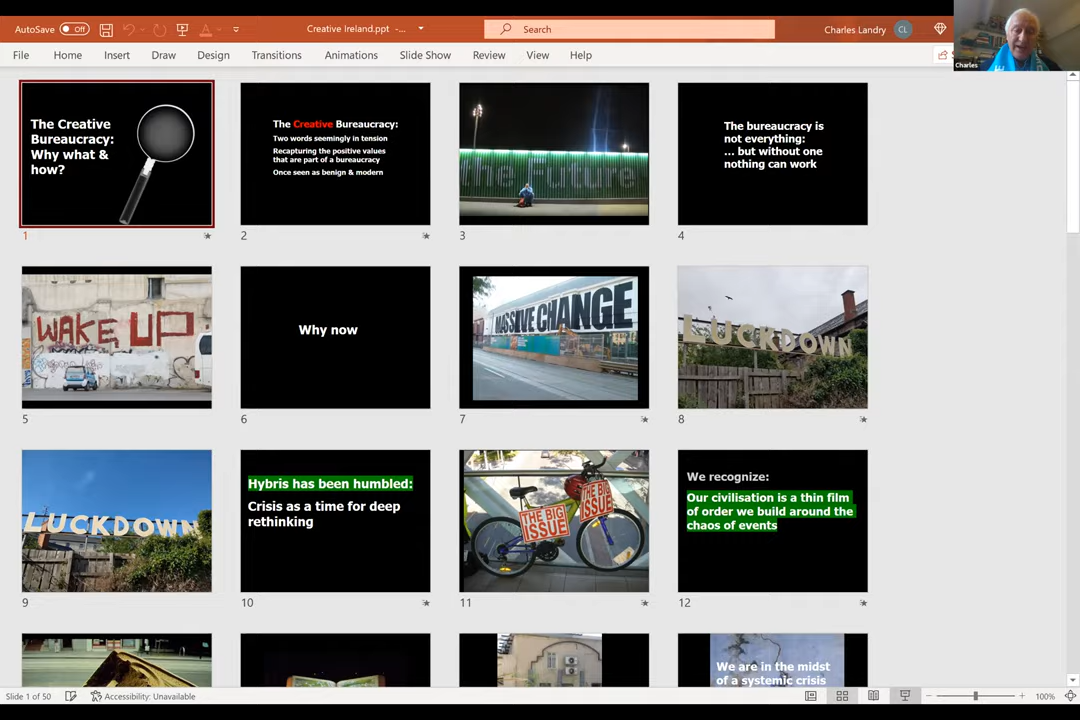 AutoSave
Off
Creative Ireland.ppt -...
Search
Charles Landry
CL
File
Home
Insert
Draw
Design
Transitions
Animations
Slide Show
Review
View
Help
Charles
The Creative
Bureaucracy:
Why what &
how?
1
The Creative Bureaucracy:
Two words seemingly in tension
Recapturing the positive values
that are part of a bureaucracy
Once seen as benign & modern
2
the Future
3
The bureaucracy is
not everything:
... but without one
nothing can work
4
WAKE UP
5
Why now
6
MASSIVE CHANGE
7
LUCKDOWN
8
LUCKDOWN
9
Hybris has been humbled:
Crisis as a time for deep
rethinking
10
THE BIG
ISSUE
THE BIG
ISSUE
11
We recognize:
Our civilisation is a thin film
of order we build around the
chaos of events
12
We are in the midst
of a systemic crisis
Slide 1 of 50
Accessibility: Unavailable
100%